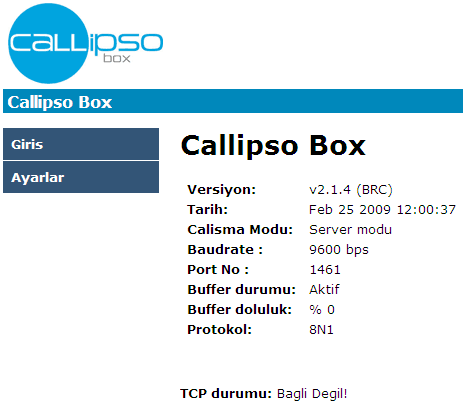 CALLipso
box
Callipso Box
Giris
Ayarlar
Callipso Box
Versiyon: v2.1.4 (BRC)
Tarih: Feb 25 2009 12:00:37
Calisma Modu: Server modu
Baudrate : 9600 bps
Port No : 1461
Buffer durumu: Aktif
Buffer doluluk: % 0
Protokol: 8N1
TCP durumu: Bagli Degil!